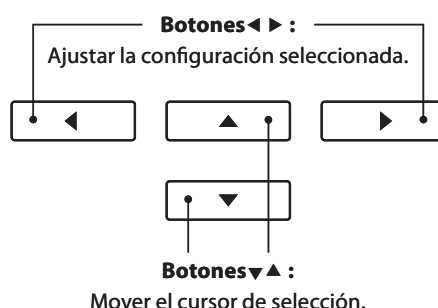 Botones◀ ▶ :
Ajustar la configuración seleccionada.
Botones▼▲ :
Mover el cursor de selección.